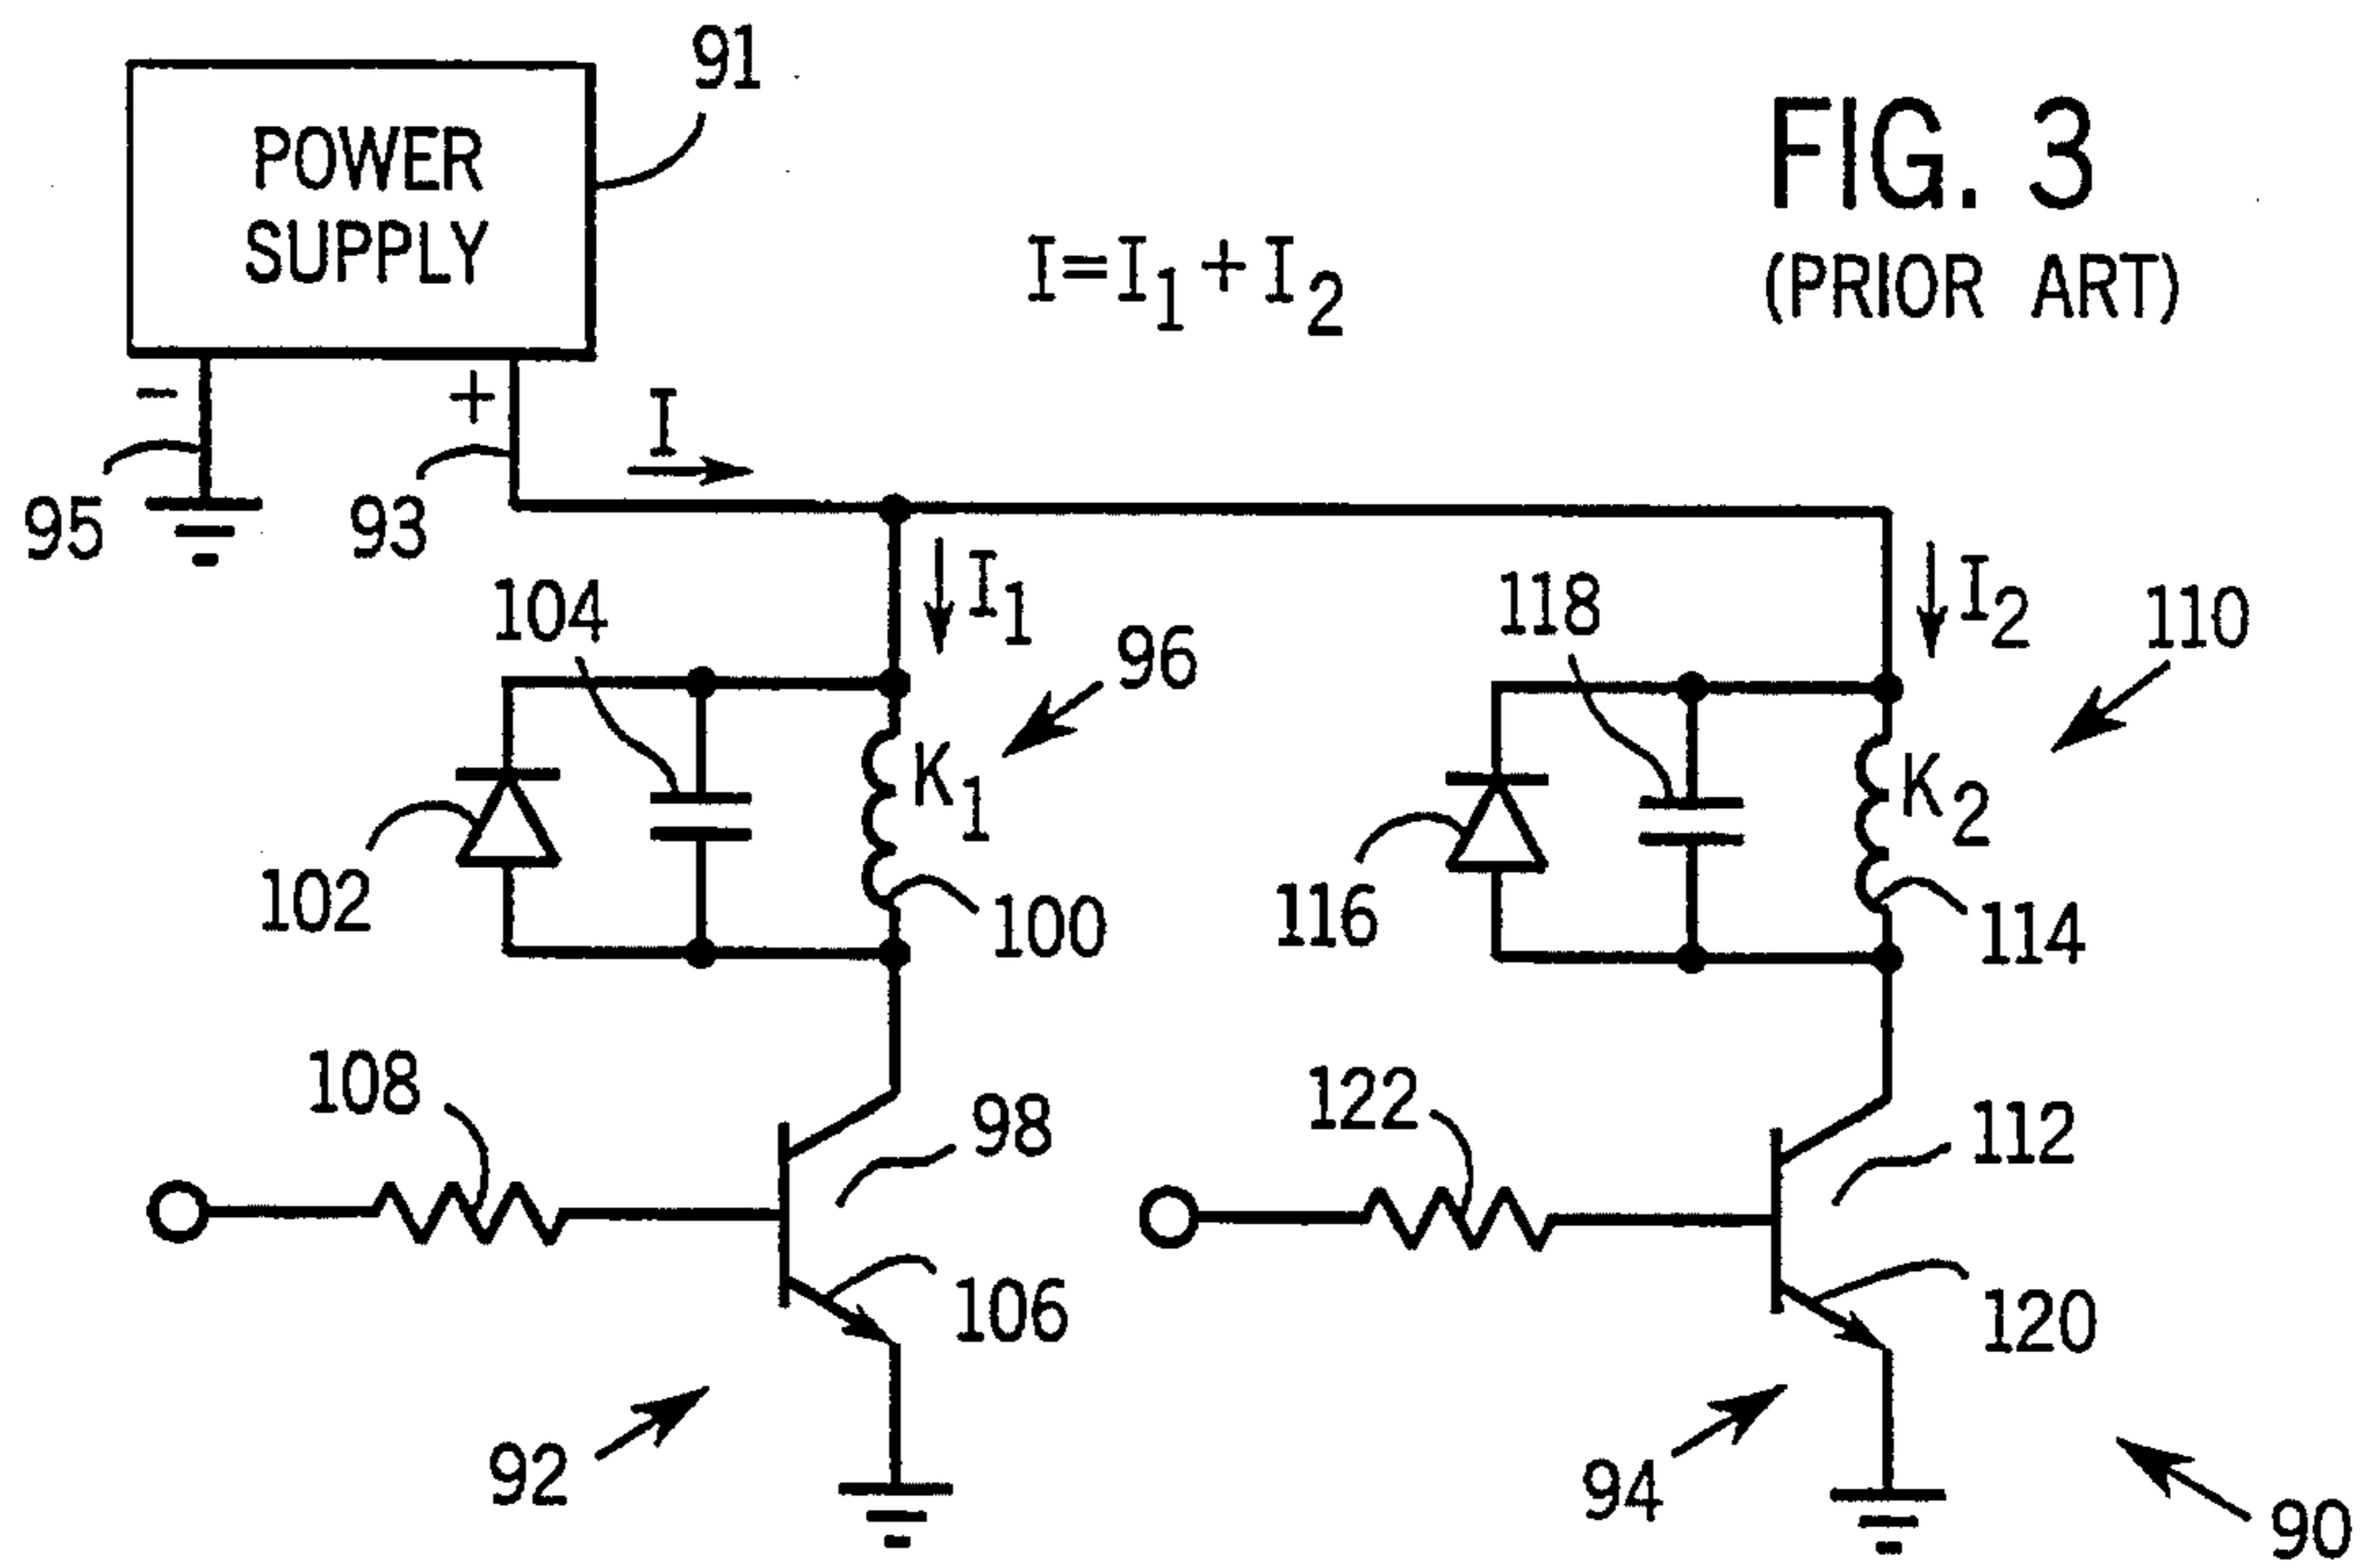 91
FIG. 3
(PRIOR ART)
POWER
SUPPLY
I=I1+I2
-
+
I
95
93
I1
I2
104
118
96
110
K1
K2
102
100
116
114
108
98
122
112
106
120
92
94
90